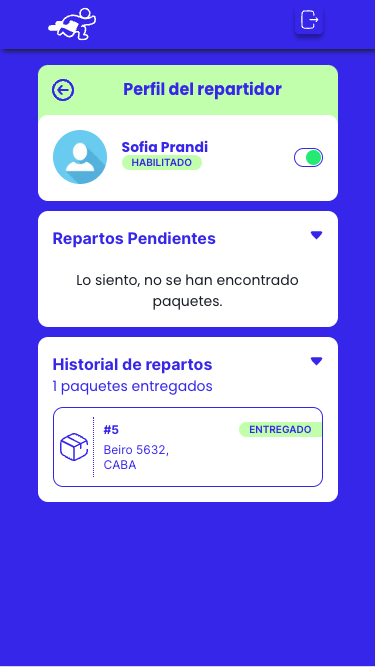 Perfil del repartidor
Sofia Prandi
HABILITADO
Repartos Pendientes
Lo siento, no se han encontrado
paquetes.
Historial de repartos
1 paquetes entregados
#5
ENTREGADO
Beiro 5632,
CABA